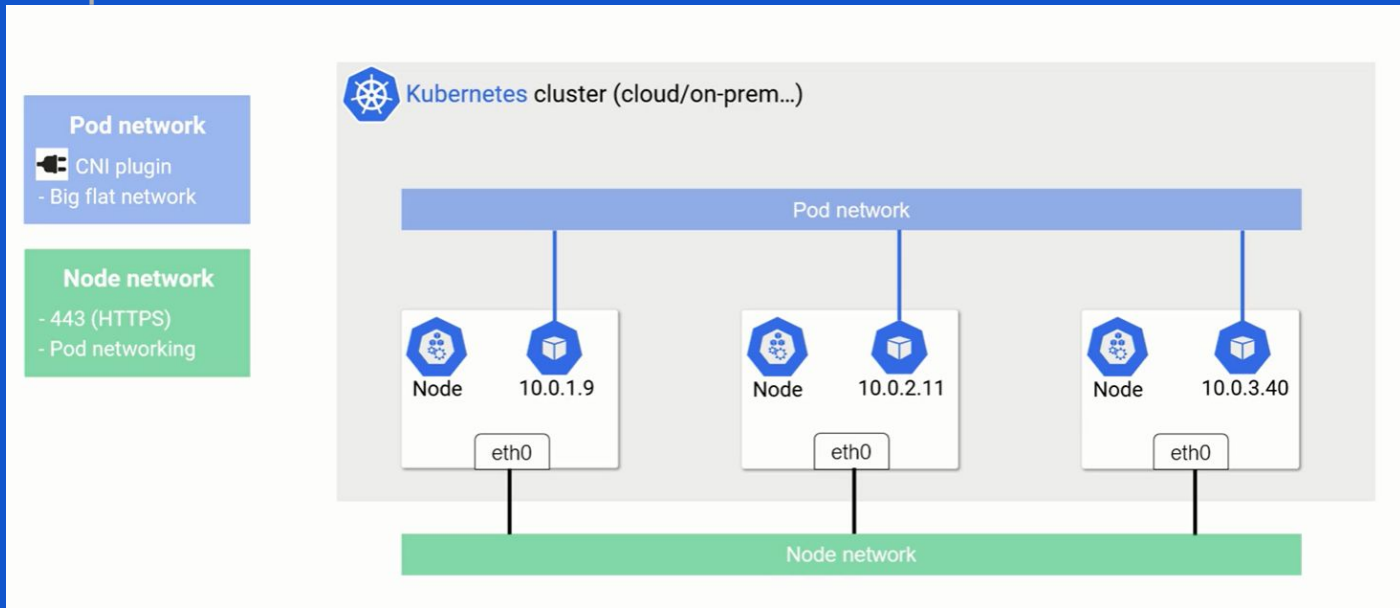 Pod network
CNI plugin
- Big flat network
Node network
- 443 (HTTPS)
- Pod networking
Kubernetes cluster (cloud/on-prem…)
Pod network
Node
10.0.1.9
eth0
Node
10.0.2.11
eth0
Node
10.0.3.40
eth0
Node network